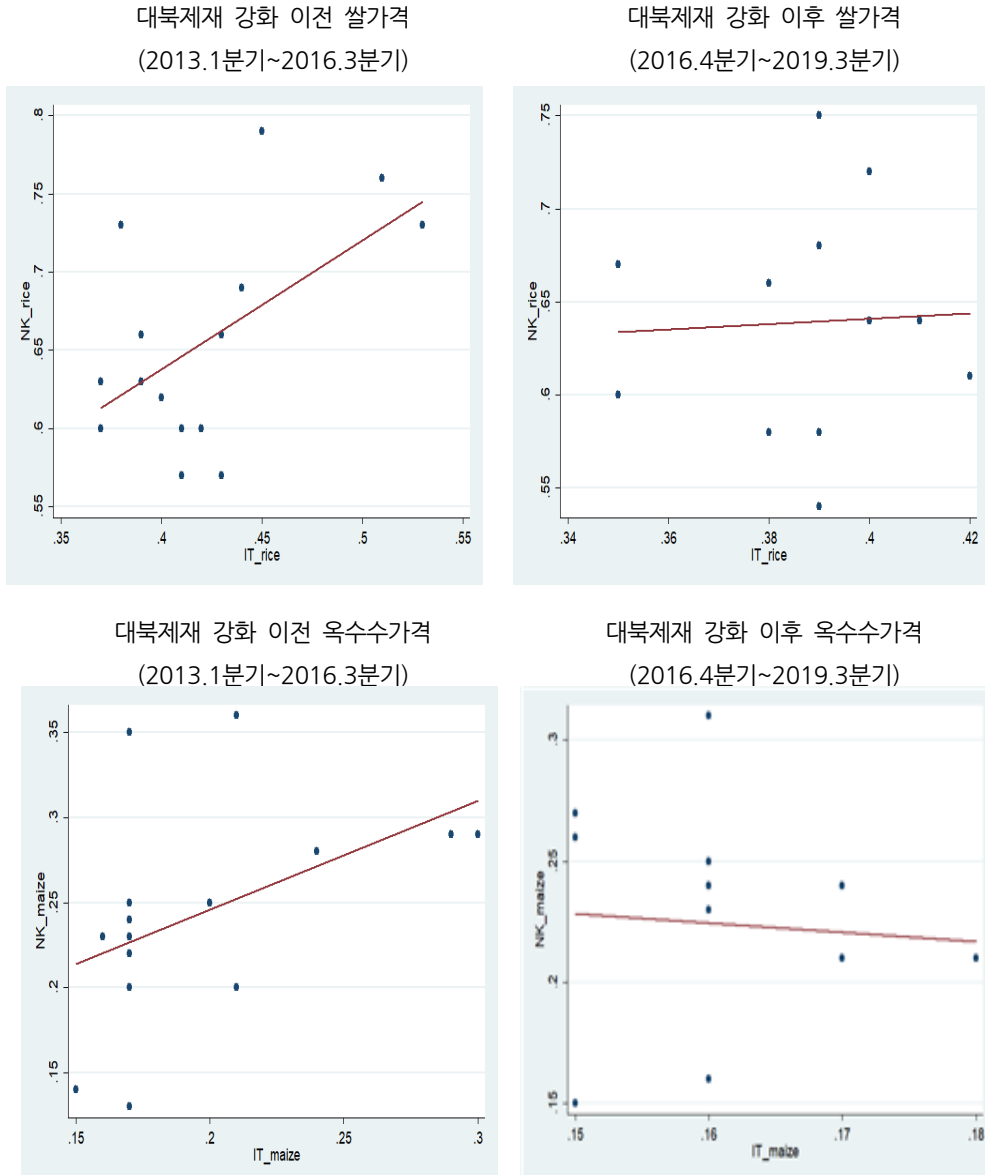 대북제재 강화 이전 쌀가격
(2013.1분기~2016.3분기)
.8
.75
.7
.65
.6
.55
NK_rice
.35 .4 .45 .5 .55
IT_rice
대북제재 강화 이후 쌀가격
(2016.4분기~2019.3분기)
.75
.7
.65
.6
.55
NK_rice
.34 .36 .38 .4 .42
IT_rice
대북제재 강화 이전 옥수수가격
(2013.1분기~2016.3분기)
.35
.3
.25
.2
.15
NK_maize
.15 .2 .25 .3
IT_maize
대북제재 강화 이후 옥수수가격
(2016.4분기~2019.3분기)
.3
.25
.2
.15
NK_maize
.15 .16 .17 .18
IT_maize